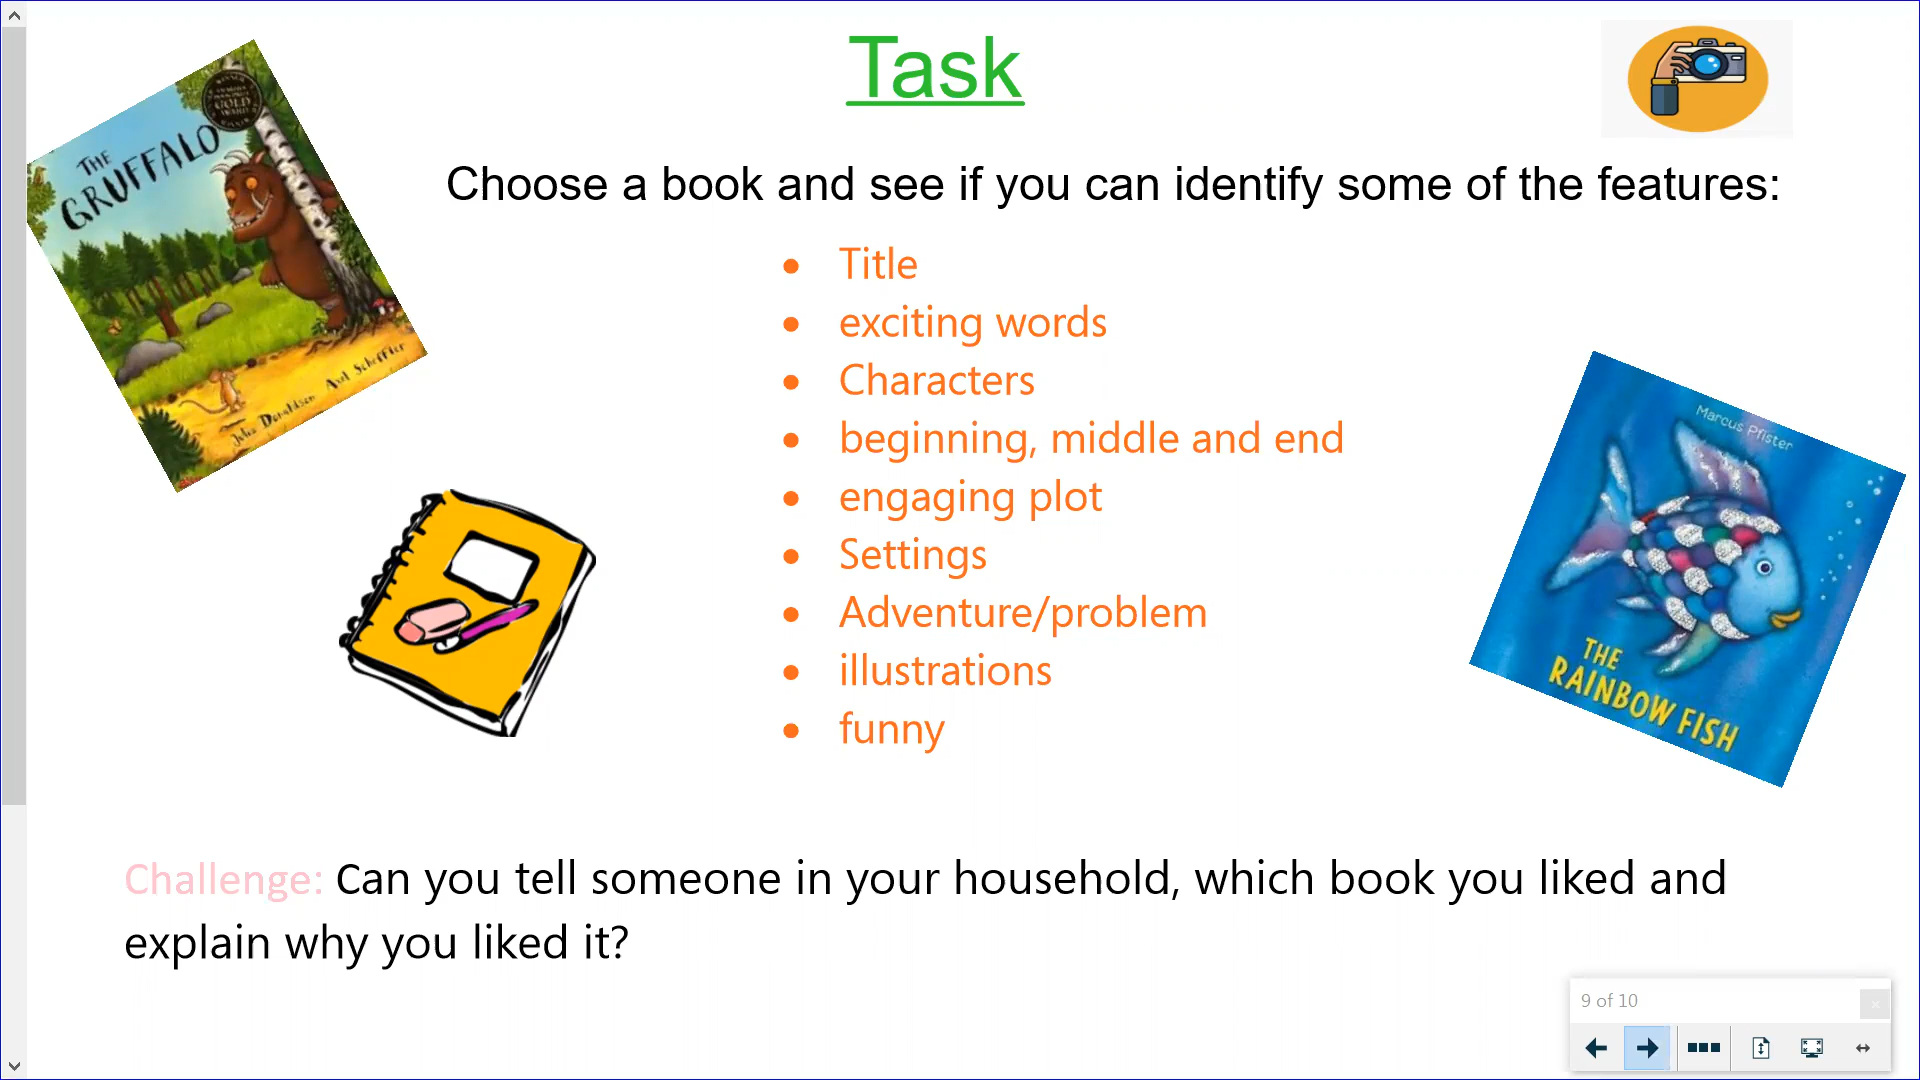 Task
Choose a book and see if you can identify some of the features:
THE
GRUFFALO
GOLD
Julia Donaldson Axel Scheffler
• Title
• exciting words
• Characters
• beginning, middle and end
• engaging plot
• Settings
• Adventure/problem
• illustrations
• funny
Marcus Pfister
THE
RAINBOW FISH
Challenge: Can you tell someone in your household, which book you liked and
explain why you liked it?
9 of 10